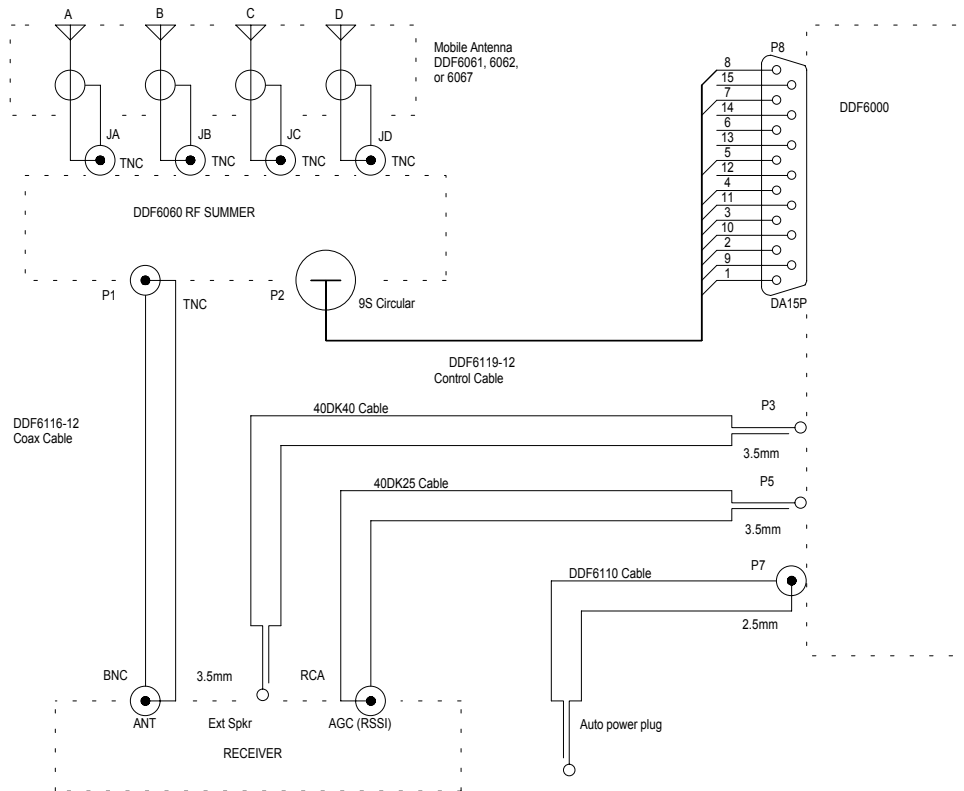 A
B
C
D
Mobile Antenna
DDF6061, 6062,
or 6067
JA
JB
JC
JD
TNC
TNC
TNC
TNC
DDF6060 RF SUMMER
P1
TNC
P2
9S Circular
P8
8
15
7
14
6
13
5
12
4
11
3
10
2
9
1
DA15P
DDF6000
DDF6119-12
Control Cable
DDF6116-12
Coax Cable
40DK40 Cable
P3
3.5mm
40DK25 Cable
P5
3.5mm
DDF6110 Cable
P7
2.5mm
BNC
3.5mm
RCA
ANT
Ext Spkr
AGC (RSSI)
Auto power plug
RECEIVER